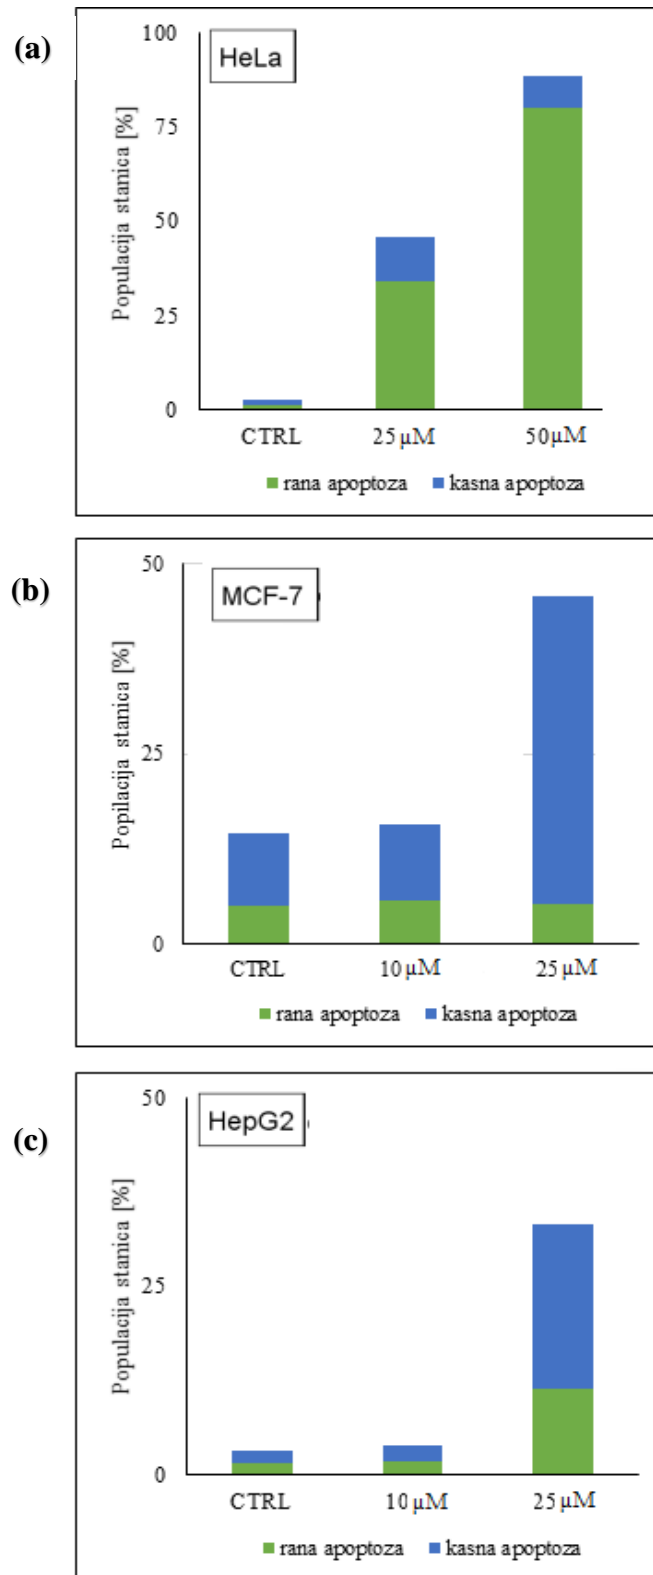 (a)
HeLa
Populacija stanica [%]
100
75
50
25
0
CTRL 25 µM 50 µM
rana apoptoza kasna apoptoza
(b)
MCF-7
Popilacija stanica [%]
50
25
0
CTRL 10 µM 25 µM
rana apoptoza kasna apoptoza
(c)
HepG2
Populacija stanica [%]
50
25
0
CTRL 10 µM 25 µM
rana apoptoza kasna apoptoza